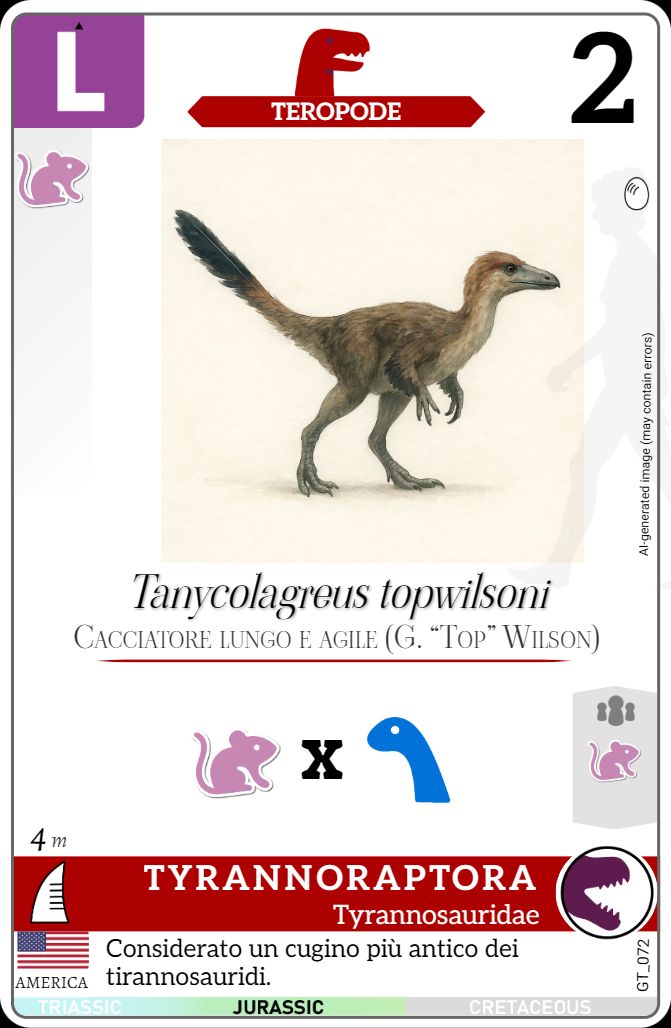 L
TEROPODE
2
AI-generated image (may contain errors)
Tanycolagreus topwilsoni
Cacciatore lungo e agile (G. “Top” Wilson)
x
4 m
TYRANNORAPTORA
Tyrannosauridae
AMERICA
Considerato un cugino più antico dei
tirannosauridi.
GT_072
TRIASSIC
JURASSIC
CRETACEOUS